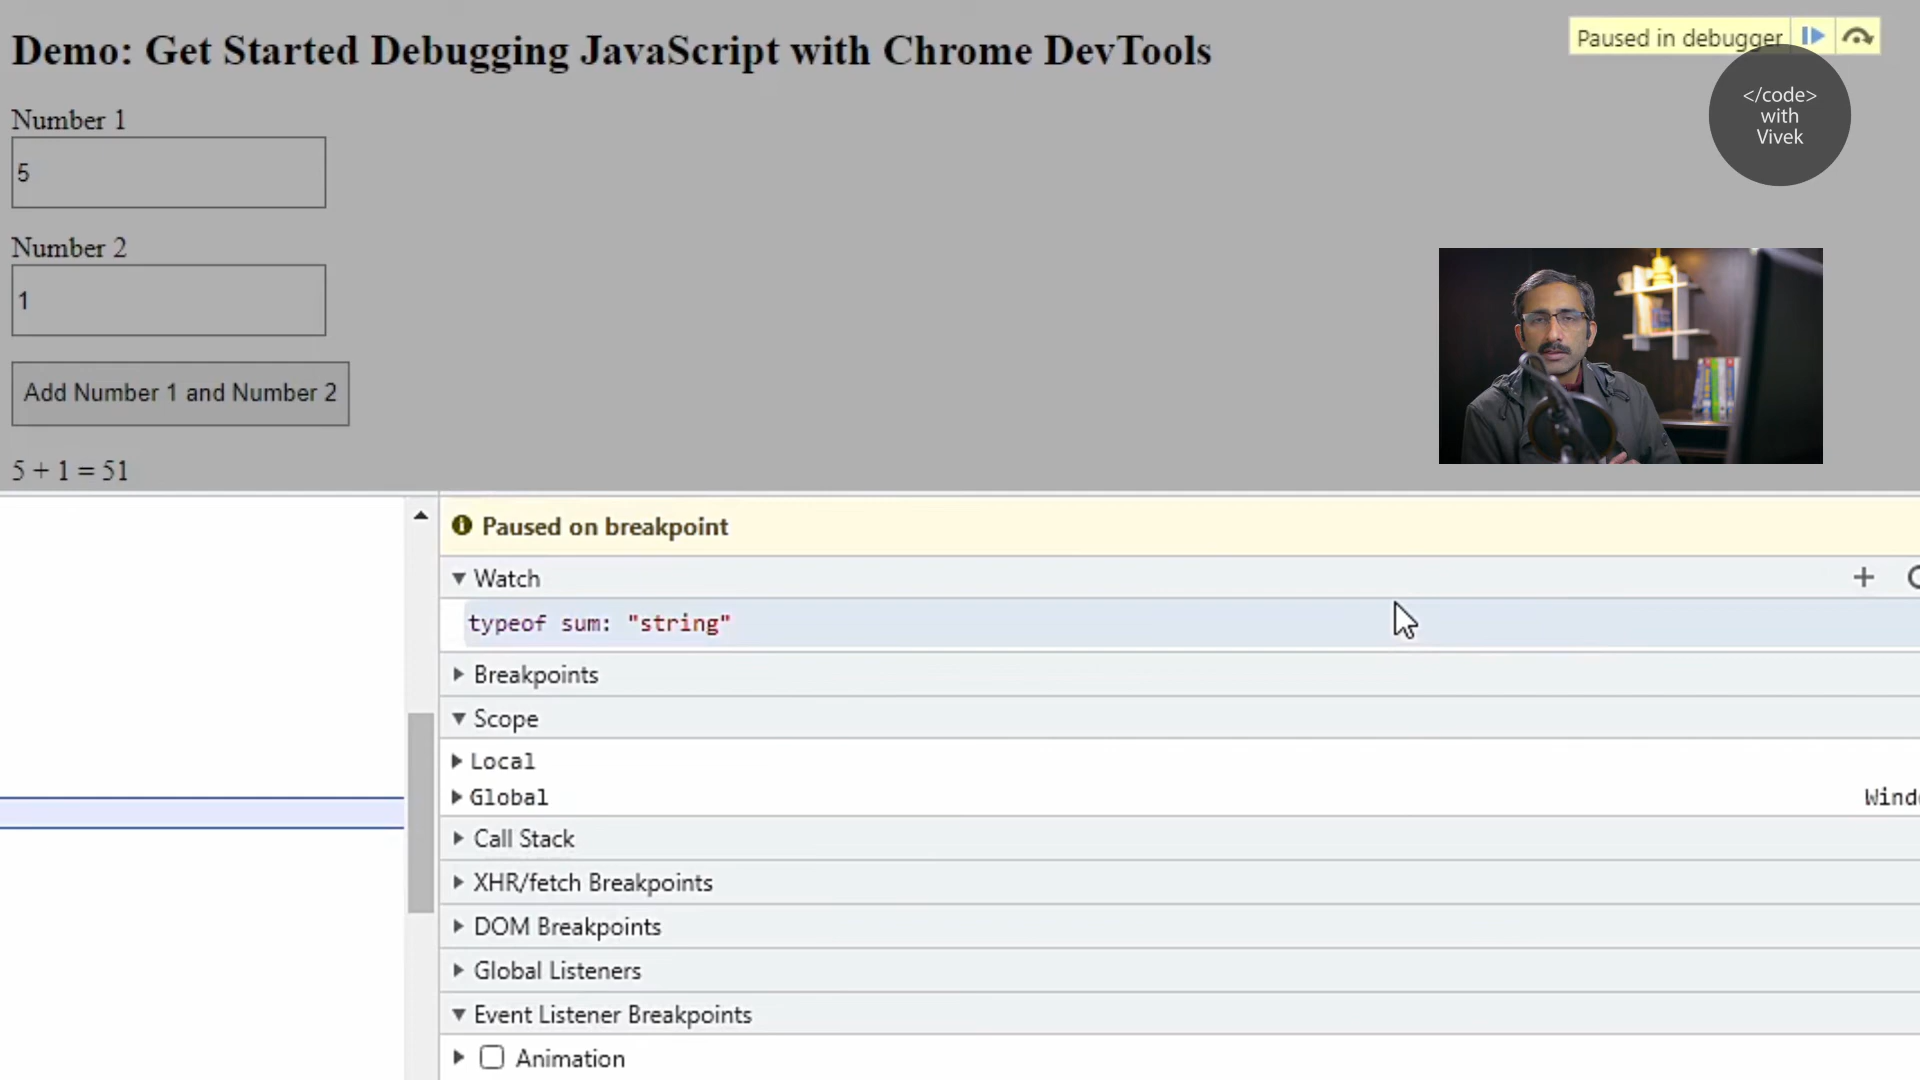 Demo: Get Started Debugging JavaScript with Chrome DevTools
Paused in debugger
</code>
with
Vivek
Number 1
5
Number 2
1
Add Number 1 and Number 2
5 + 1 = 51
Paused on breakpoint
Watch
typeof sum: "string"
Breakpoints
Scope
Local
Global
Call Stack
XHR/fetch Breakpoints
DOM Breakpoints
Global Listeners
Event Listener Breakpoints
Animation